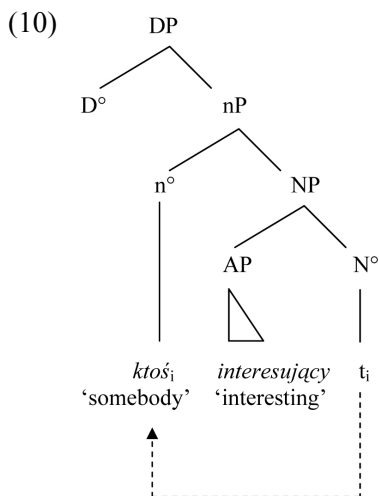 (10)
DP
D° nP
n° NP
AP N°
ktośᵢ interesujący tᵢ
‘somebody’ ‘interesting’